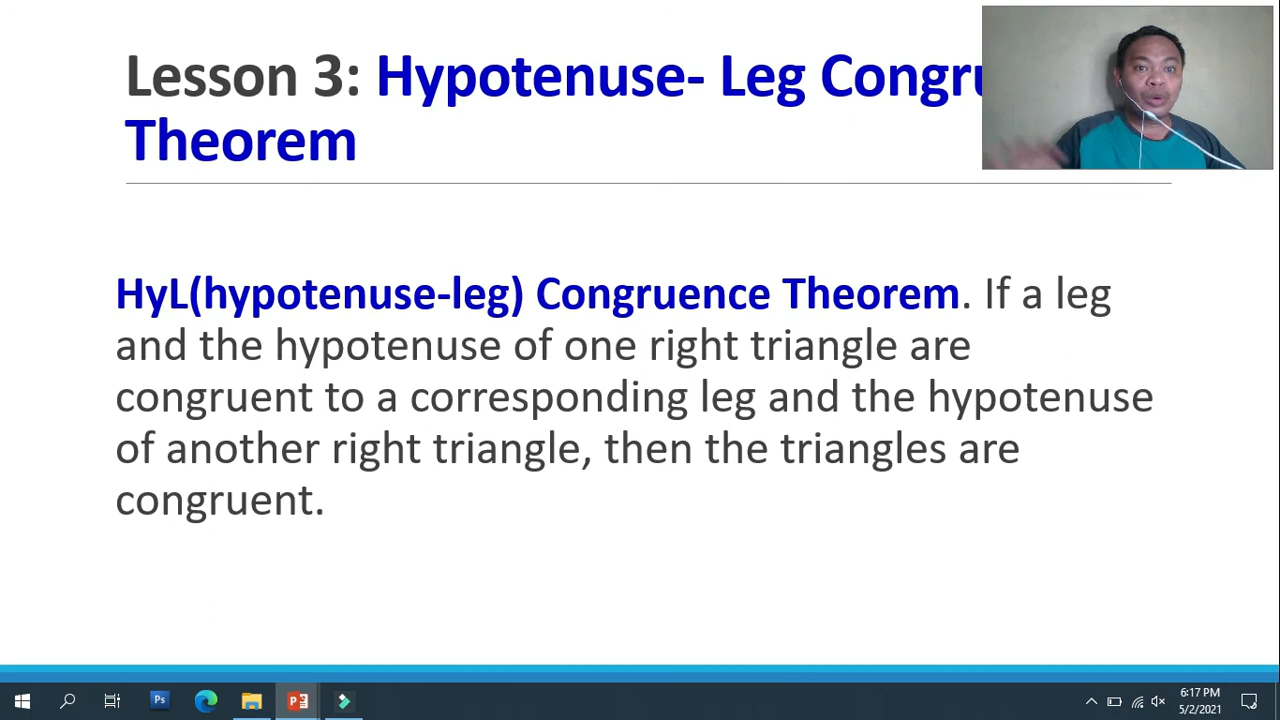 Lesson 3: Hypotenuse- Leg
Theorem
HyL(hypotenuse-leg) Congruence Theorem. If a leg
and the hypotenuse of one right triangle are
congruent to a corresponding leg and the hypotenuse
of another right triangle, then the triangles are
congruent.
Ps
6:17 PM
5/2/2021